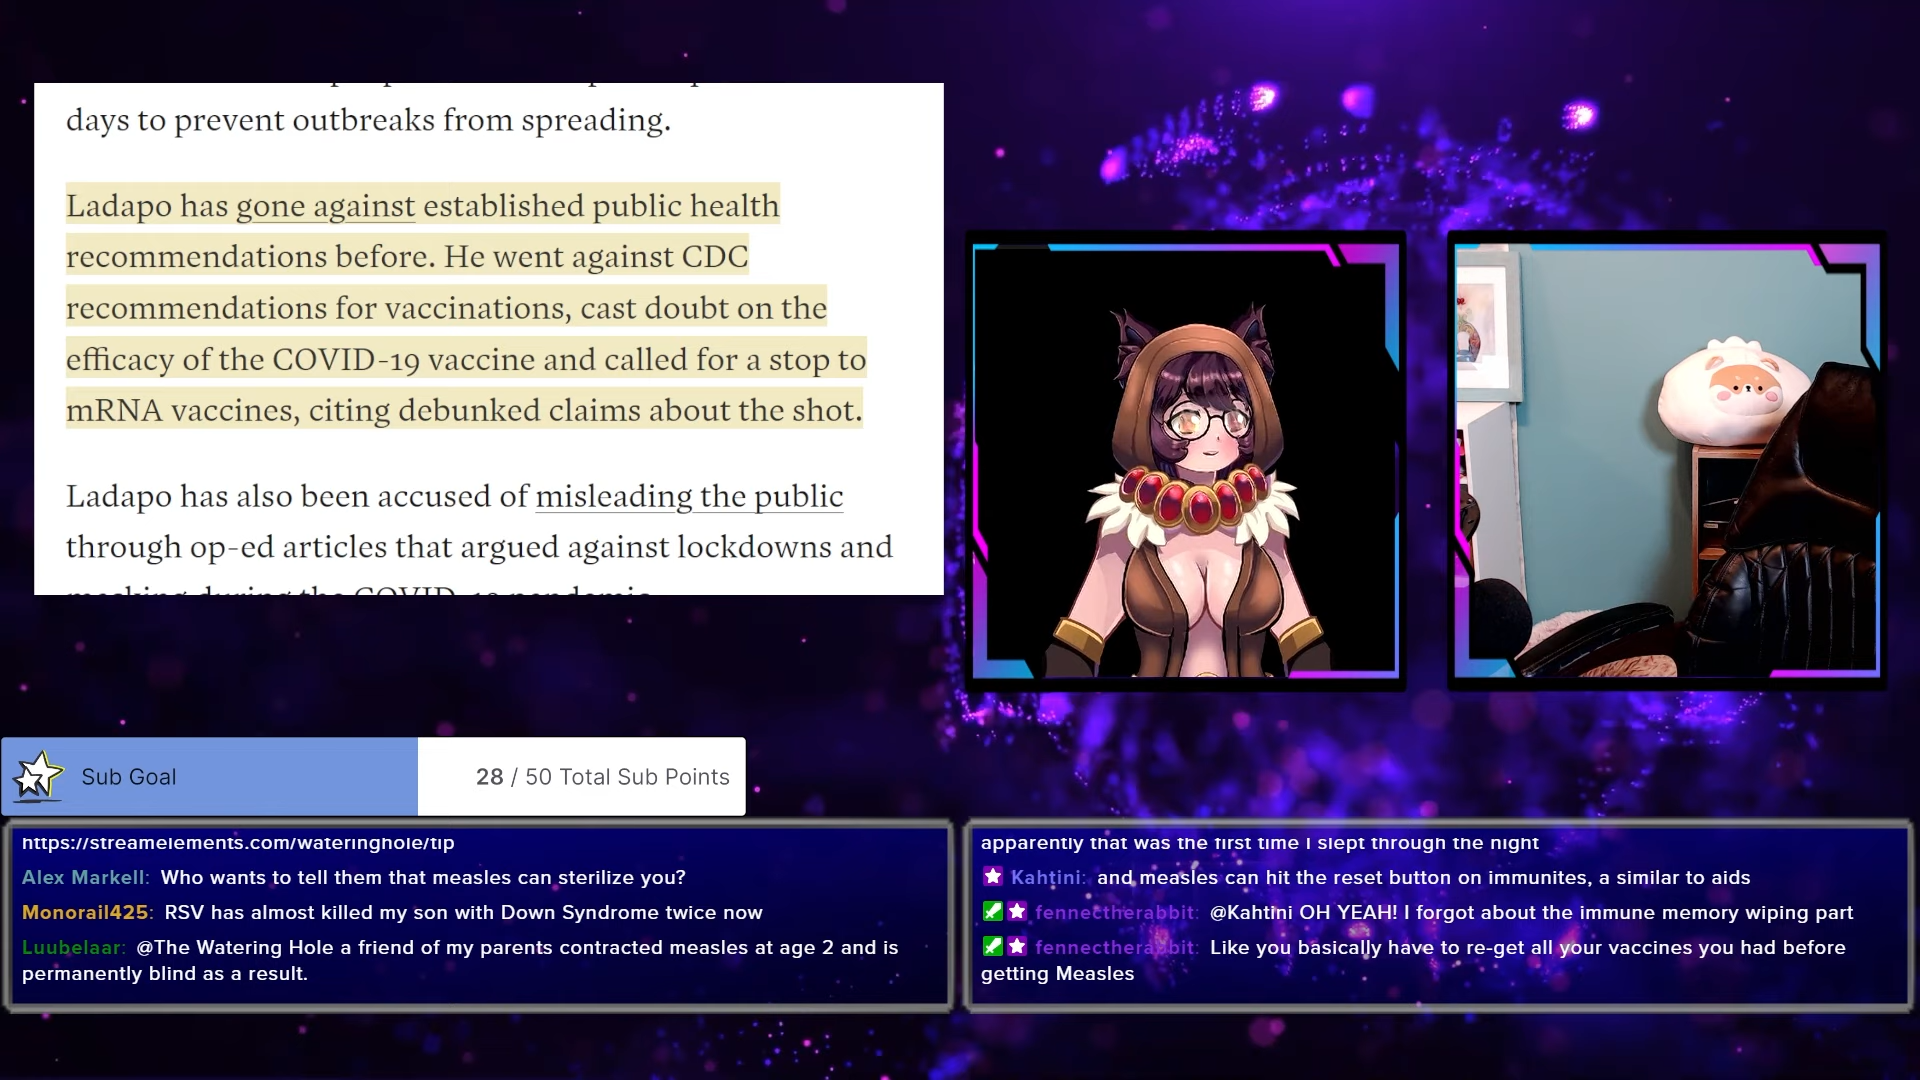 days to prevent outbreaks from spreading.
Ladapo has gone against established public health
recommendations before. He went against CDC
recommendations for vaccinations, cast doubt on the
efficacy of the COVID-19 vaccine and called for a stop to
mRNA vaccines, citing debunked claims about the shot.
Ladapo has also been accused of misleading the public
through op-ed articles that argued against lockdowns and
masking during the COVID-19 pandemic.
Sub Goal
28 / 50 Total Sub Points
https://streamelements.com/wateringhole/tip
Alex Markell: Who wants to tell them that measles can sterilize you?
Monorail425: RSV has almost killed my son with Down Syndrome twice now
Luubelaar: @The Watering Hole a friend of my parents contracted measles at age 2 and is
permanently blind as a result.
apparently that was the first time I slept through the night
Kahtini: and measles can hit the reset button on immunites, a similar to aids
fennectherabbit: @Kahtini OH YEAH! I forgot about the immune memory wiping part
fennectherabbit: Like you basically have to re-get all your vaccines you had before
getting Measles